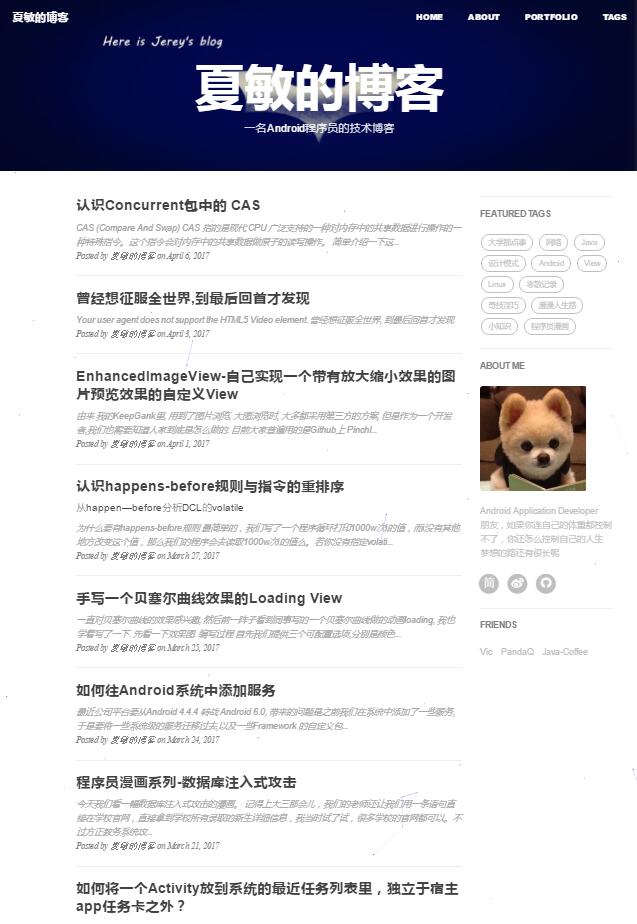 夏敏的博客
HOME ABOUT PORTFOLIO TAGS
Here is Jerey's blog
夏敏的博客
一名Android程序员的技术博客
认识Concurrent包中的 CAS
CAS (Compare And Swap) CAS 指的是现代 CPU 广泛支持的一种对内存中的共享数据进行操作的一
种特殊指令。这个指令会对内存中的共享数据做原子的读写操作。 简单介绍一下这...
Posted by 夏敏的博客 on April 6, 2017
曾经想征服全世界,到最后回首才发现
Your user agent does not support the HTML5 Video element. 曾经想征服全世界, 到最后回首才发现
Posted by 夏敏的博客 on April 3, 2017
EnhancedImageView-自己实现一个带有放大缩小效果的图
片预览效果的自定义View
由来 我的KeepGank里, 用到了图片浏览, 大图浏览时, 大多都采用第三方的方案, 但是作为一个开发
者,我们也需要知道人家到底是怎么做的. 目前大家普遍用的是Github上 PinchI...
Posted by 夏敏的博客 on April 1, 2017
认识happens-before规则与指令的重排序
从happen—before分析DCL的volatile
为什么要有happens-before规则 最简单的，我们写了一个程序循环打印1000w次i的值，而i没有其他
地方改变这个值，那么我们的程序会去读取1000w次i的么。若你没有指定volati...
Posted by 夏敏的博客 on March 27, 2017
手写一个贝塞尔曲线效果的Loading View
一直对贝塞尔曲线的效果感兴趣, 然后前一阵子看到同事写的一个贝塞尔曲线做的动画loading, 我也
学着写了一下. 先看一下效果图. 编写过程 首先我们提供三个可配置选项,分别是颜色...
Posted by 夏敏的博客 on March 25, 2017
如何往Android系统中添加服务
最近公司平台要从Android 4.4.4 转战 Android 6.0, 带来的问题是之前我们在系统中添加了一些服务,
于是要将一些系统级的服务迁移过去,以及一些Framework 的自定义包...
Posted by 夏敏的博客 on March 24, 2017
程序员漫画系列-数据库注入式攻击
今天我们看一幅数据库注入式攻击的漫画。 记得上大三那会儿，我们的老师还让我们用一条语句直
接在学校官网，直接拿到学校所有录取的新生详细信息，我当时试了试，很多学校的官网都可以。 不
过方正教务系统攻...
Posted by 夏敏的博客 on March 21, 2017
如何将一个Activity放到系统的最近任务列表里，独立于宿主
app任务卡之外？
FEATURED TAGS
大学那点事 网络 Java
设计模式 Android View
Linux 零散记录
奇技淫巧 漫漫人生路
小知识 程序员漫画
ABOUT ME
Android Application Developer
朋友，如果你连自己的体重都控制
不了，你还怎么控制自己的人生
梦想的路还有很长呢
简
FRIENDS
Vic PandaQ Java-Coffee